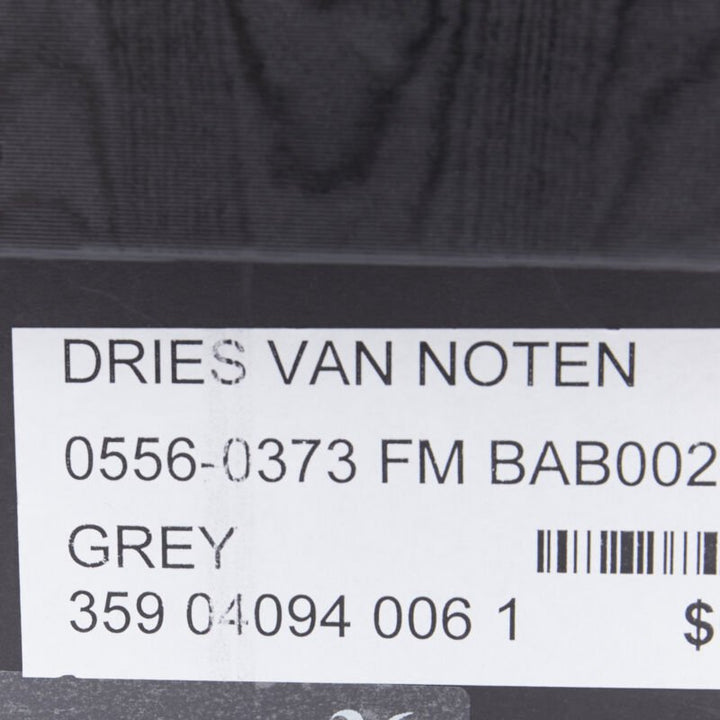 DRIES VAN NOTEN
0556-0373 FM BAB002
GREY
359 04094 006 1 $